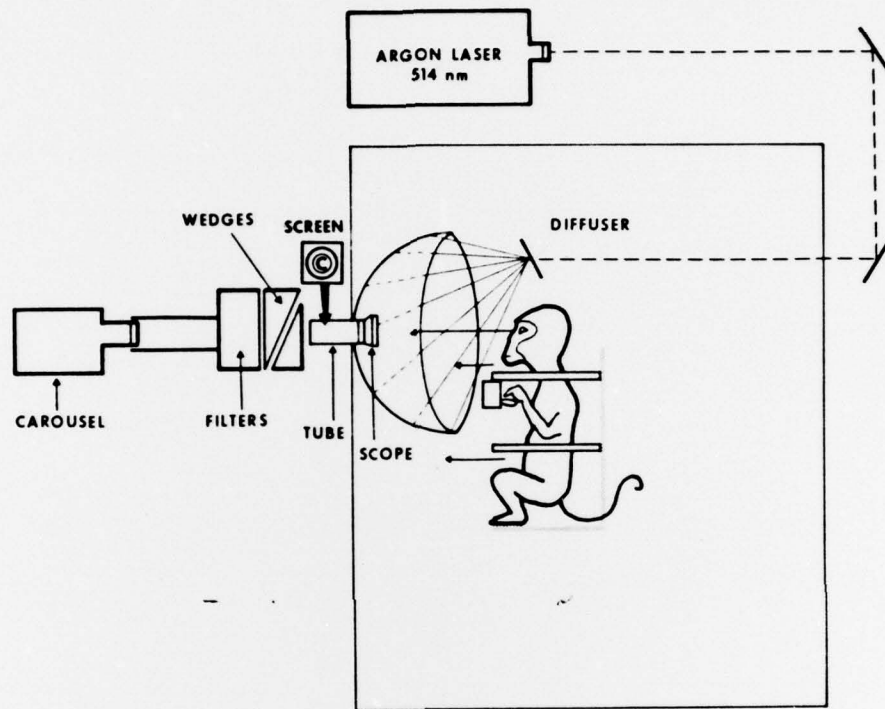 ARGON LASER
514 nm
WEDGES
SCREEN
C
DIFFUSER
CAROUSEL
FILTERS
TUBE
SCOPE